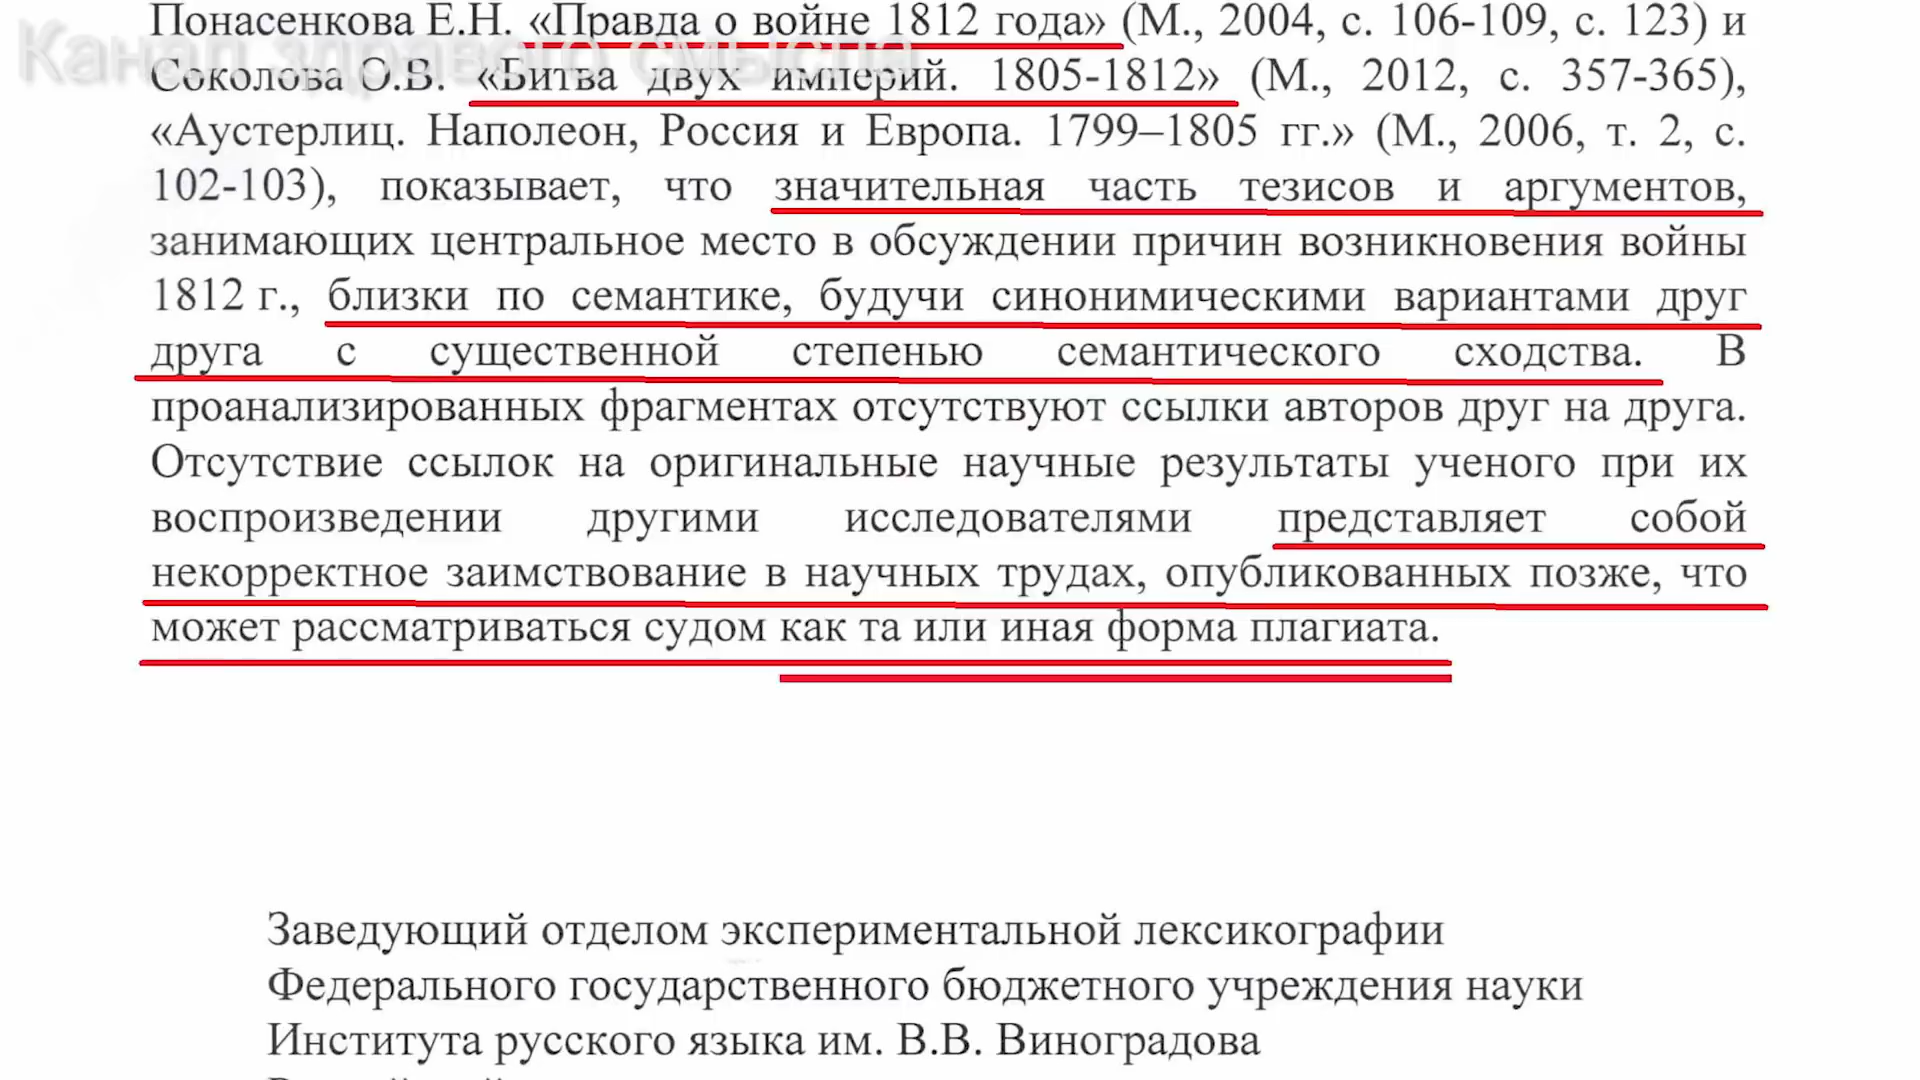 Понасенкова Е.Н. «Правда о войне 1812 года» (М., 2004, с. 106-109, с. 123) и
Канал здравого смысла
Соколова О.В. «Битва двух империй. 1805-1812» (М., 2012, с. 357-365),
«Аустерлиц. Наполеон, Россия и Европа. 1799–1805 гг.» (М., 2006, т. 2, с.
102-103), показывает, что значительная часть тезисов и аргументов,
занимающих центральное место в обсуждении причин возникновения войны
1812 г., близки по семантике, будучи синонимическими вариантами друг
друга с существенной степенью семантического сходства. В
проанализированных фрагментах отсутствуют ссылки авторов друг на друга.
Отсутствие ссылок на оригинальные научные результаты ученого при их
воспроизведении другими исследователями представляет собой
некорректное заимствование в научных трудах, опубликованных позже, что
может рассматриваться судом как та или иная форма плагиата.
Заведующий отделом экспериментальной лексикографии
Федерального государственного бюджетного учреждения науки
Института русского языка им. В.В. Виноградова